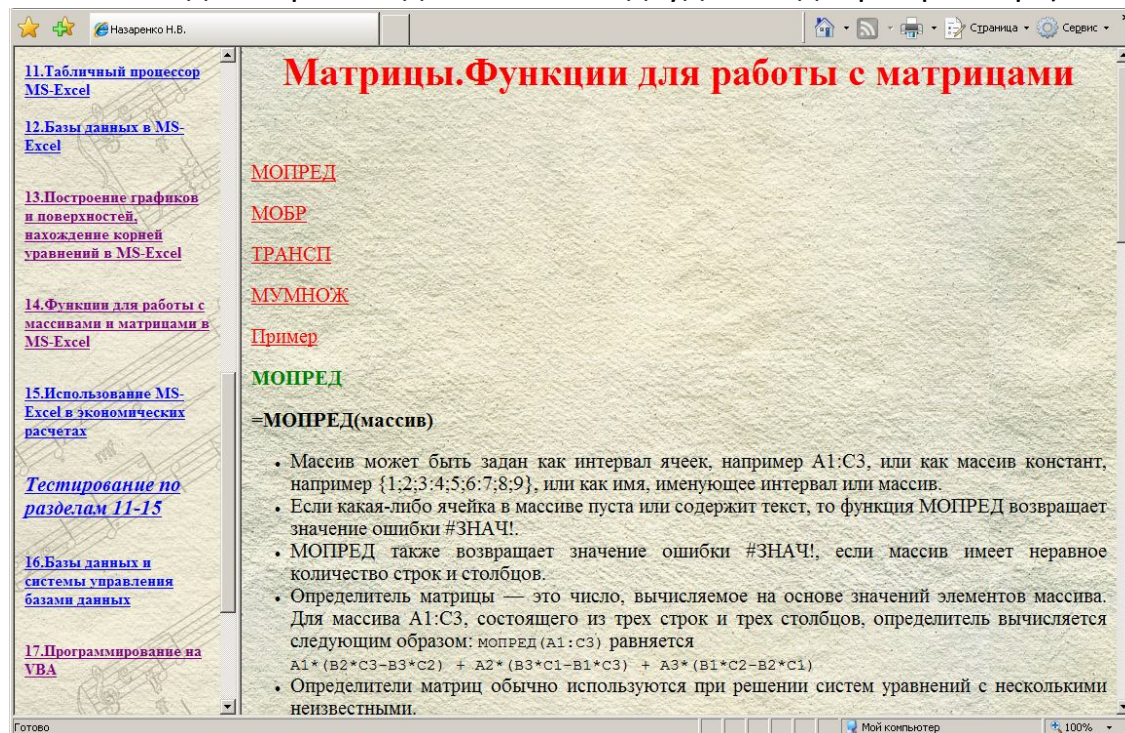 Назаренко Н.В.
Страница
Сервис
11.Табличный процессор
MS-Excel
12.Базы данных в MS-
Excel
13.Построение графиков
и поверхностей,
нахождение корней
уравнений в MS-Excel
14.Функции для работы с
массивами и матрицами в
MS-Excel
15.Использование MS-
Excel в экономических
расчетах
Тестирование по
разделам 11-15
16.Базы данных и
системы управления
базами данных
17.Программирование на
VBA
Матрицы.Функции для работы с матрицами
МОПРЕД
МОБР
ТРАНСП
МУМНОЖ
Пример
МОПРЕД
=МОПРЕД(массив)
• Массив может быть задан как интервал ячеек, например A1:C3, или как массив констант,
например {1;2;3:4;5;6:7;8;9}, или как имя, именующее интервал или массив.
• Если какая-либо ячейка в массиве пуста или содержит текст, то функция МОПРЕД возвращает
значение ошибки #ЗНАЧ!.
• МОПРЕД также возвращает значение ошибки #ЗНАЧ!, если массив имеет неравное
количество строк и столбцов.
• Определитель матрицы — это число, вычисляемое на основе значений элементов массива.
Для массива A1:C3, состоящего из трех строк и трех столбцов, определитель вычисляется
следующим образом: МОПРЕД(A1:C3) равняется
A1*(B2*C3-B3*C2) + A2*(B3*C1-B1*C3) + A3*(B1*C2-B2*C1)
• Определители матриц обычно используются при решении систем уравнений с несколькими
неизвестными.
Готово
Мой компьютер
100%